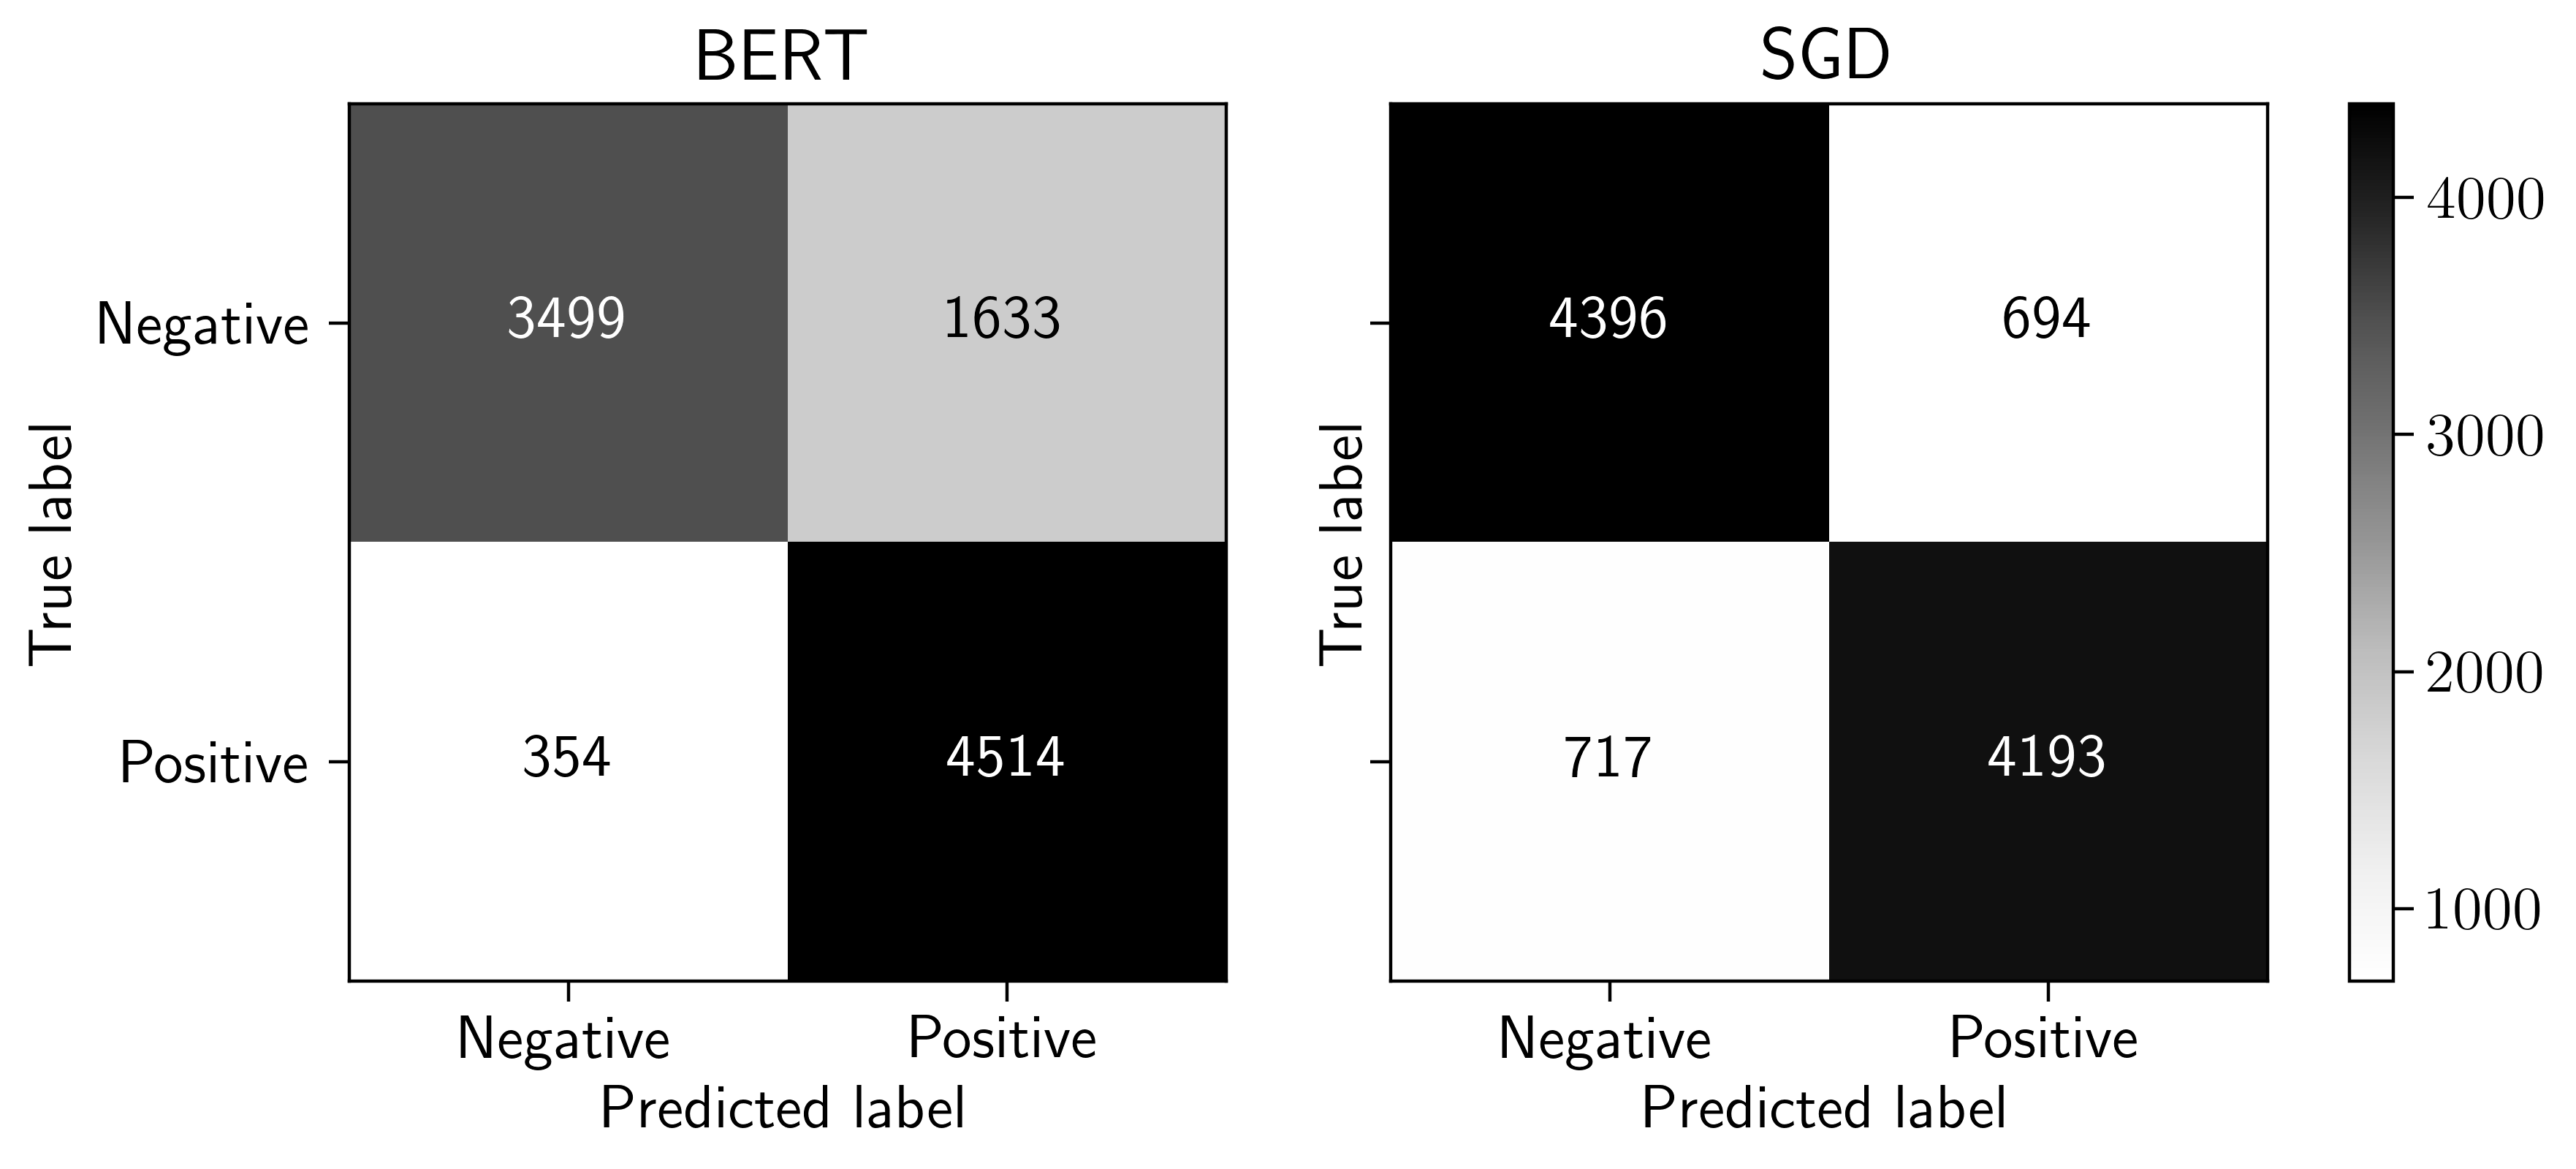 BERT
True label
Negative
Positive
3499 1633
354 4514
Negative Positive
Predicted label
SGD
True label
4396 694
717 4193
Negative Positive
Predicted label
4000
3000
2000
1000